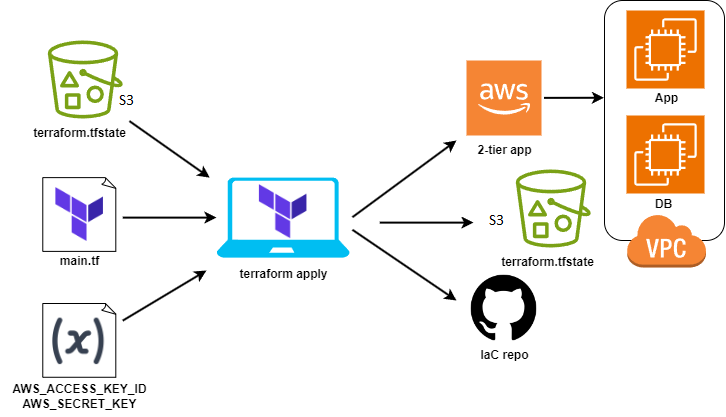 S3
terraform.tfstate
main.tf
(x)
AWS_ACCESS_KEY_ID
AWS_SECRET_KEY
terraform apply
aws
2-tier app
S3
terraform.tfstate
IaC repo
App
DB
VPC